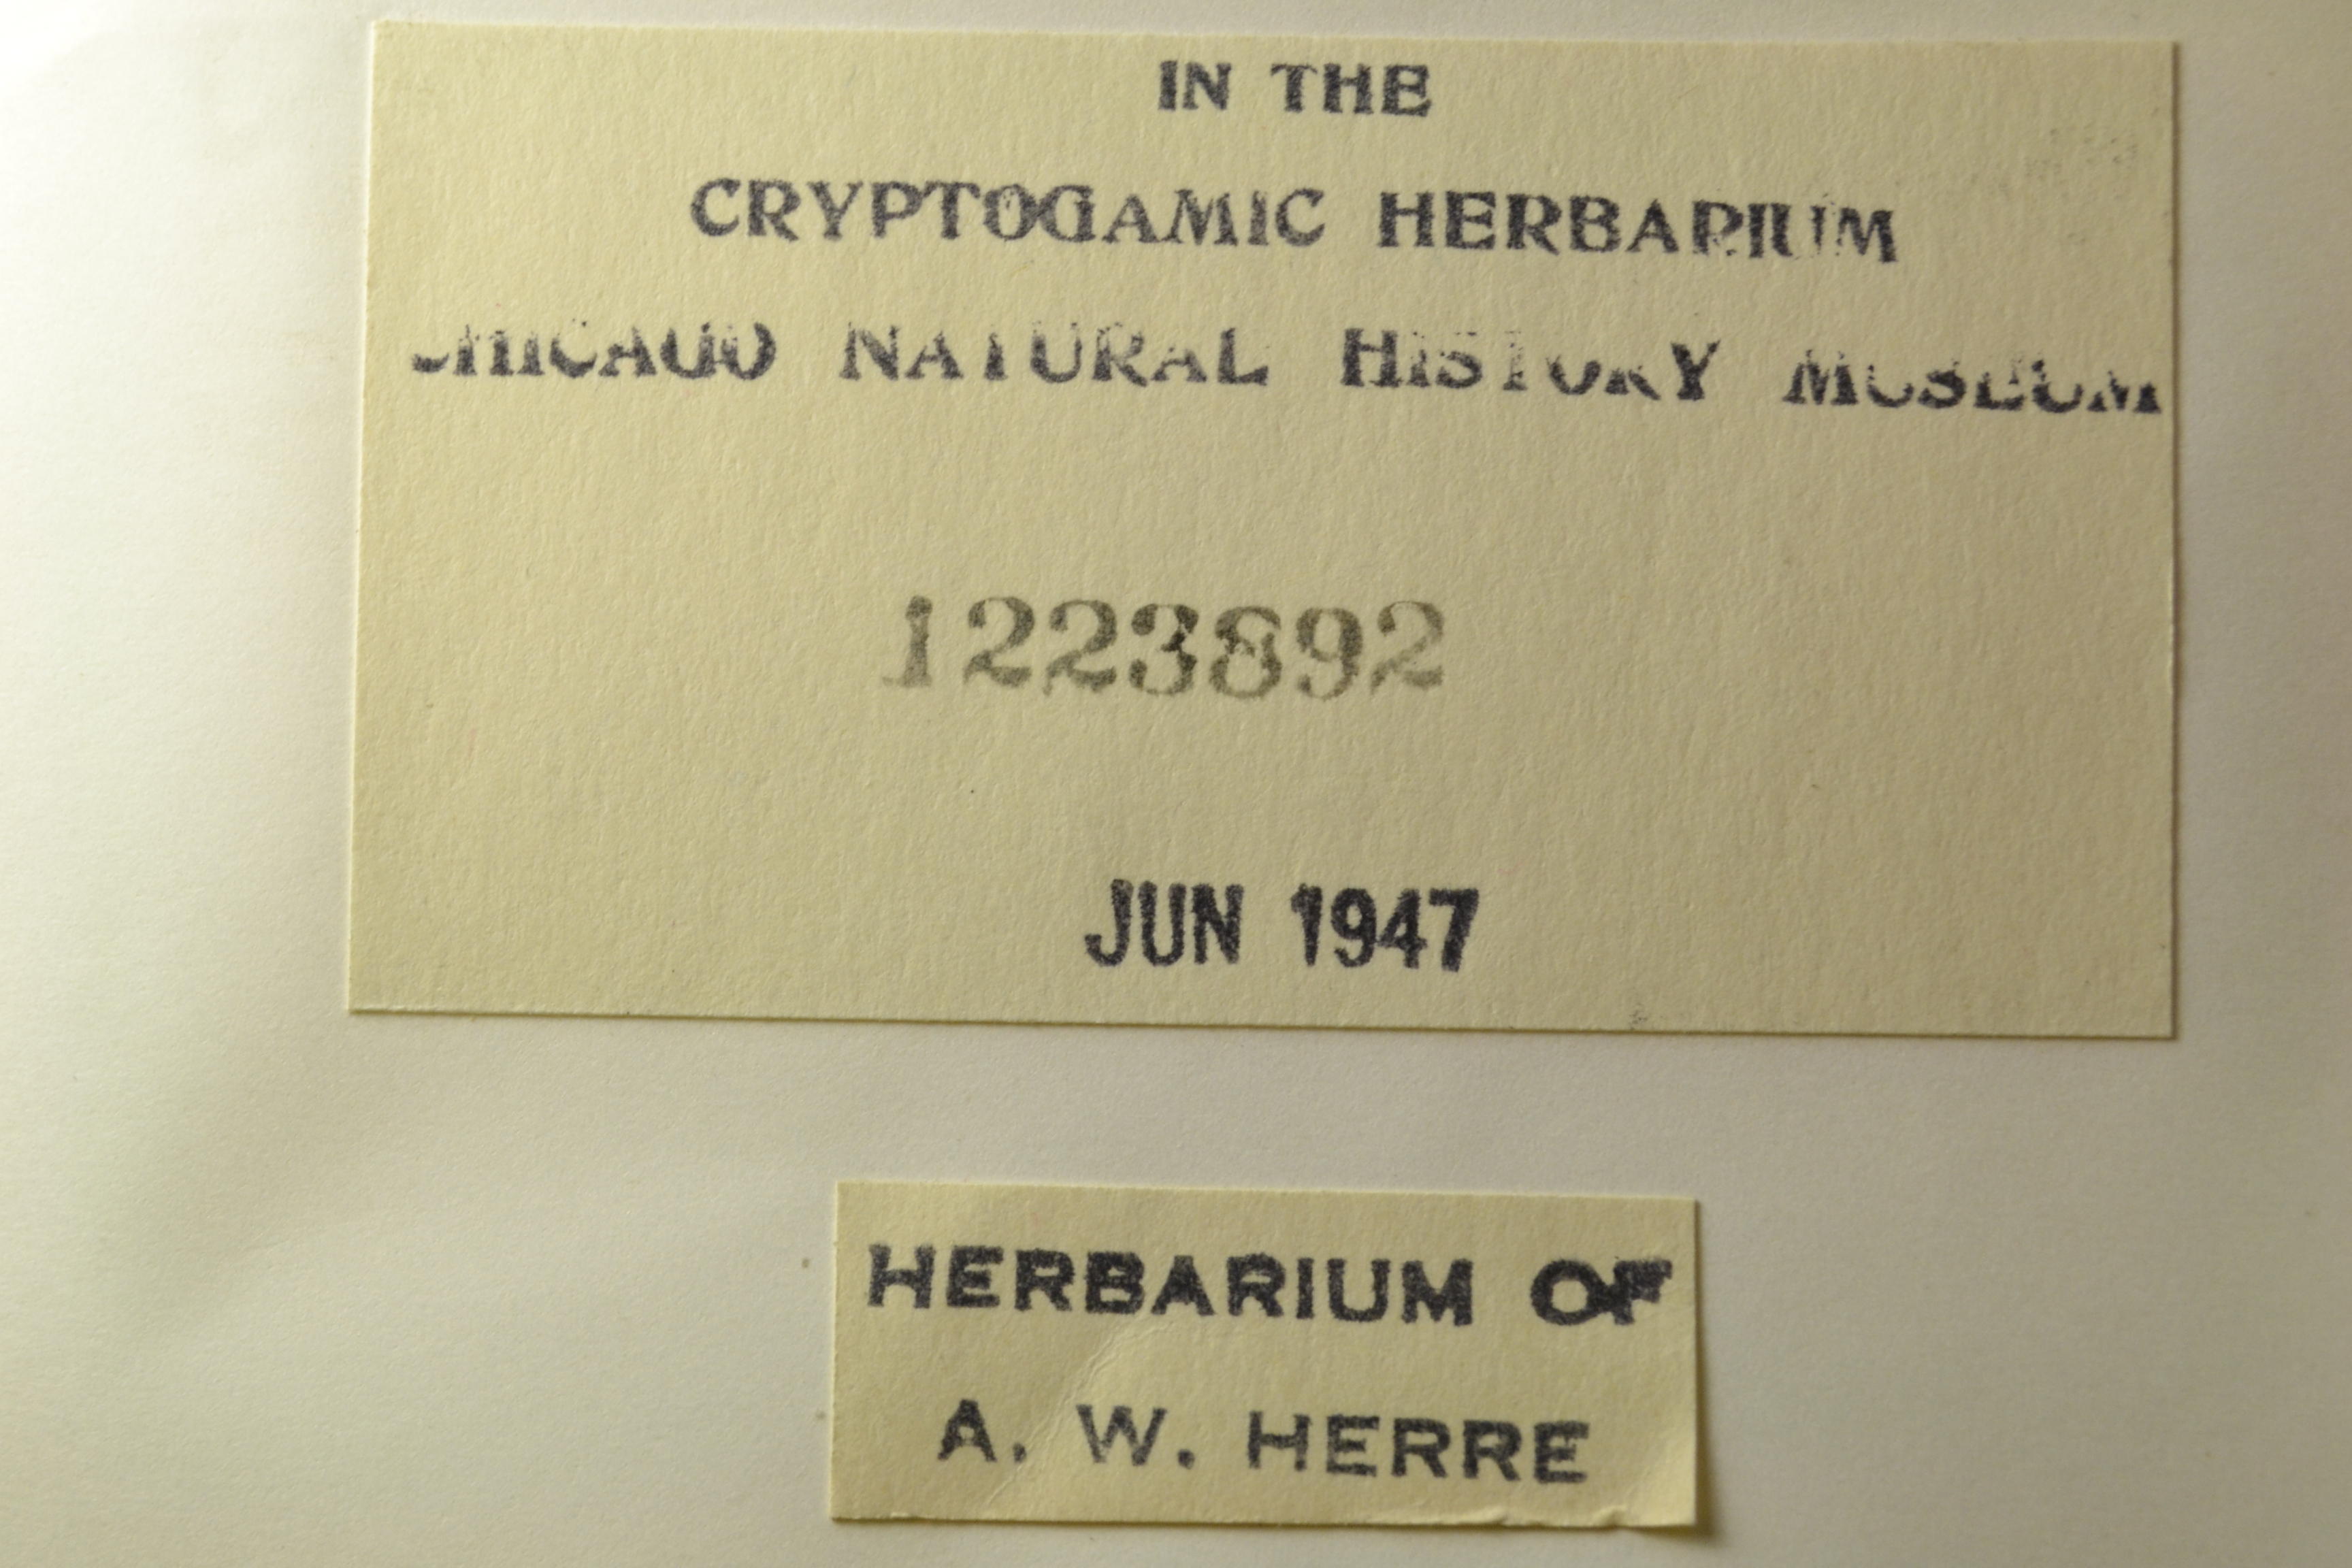 IN THE
CRYPTOGAMIC HERBARIUM
CHICAGO NATURAL HISTORY MUSEUM
1223892
JUN 1947
HERBARIUM OF
A. W. HERRE